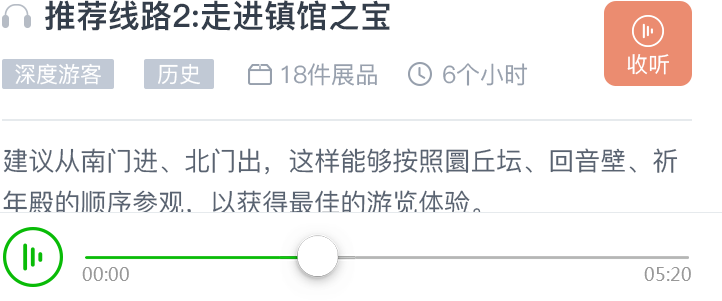 推荐线路2:走进镇馆之宝
收听
深度游客 历史 18件展品 6个小时
建议从南门进、北门出，这样能够按照圜丘坛、回音壁、祈
年殿的顺序参观，以获得最佳的游览体验。
00:00 05:20